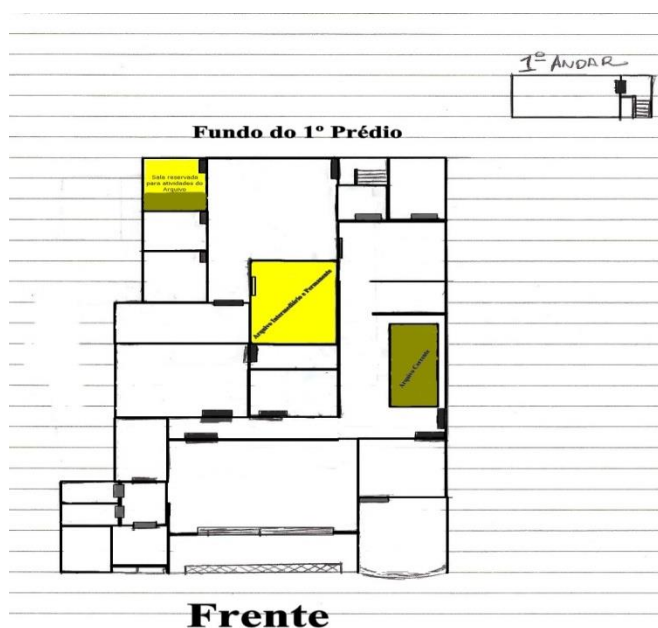 1º ANDAR
Fundo do 1º Prédio
Sala reservada
para atividades do
Arquivo
Arquivo Intermediário e Permanente
Arquivo Corrente
Frente